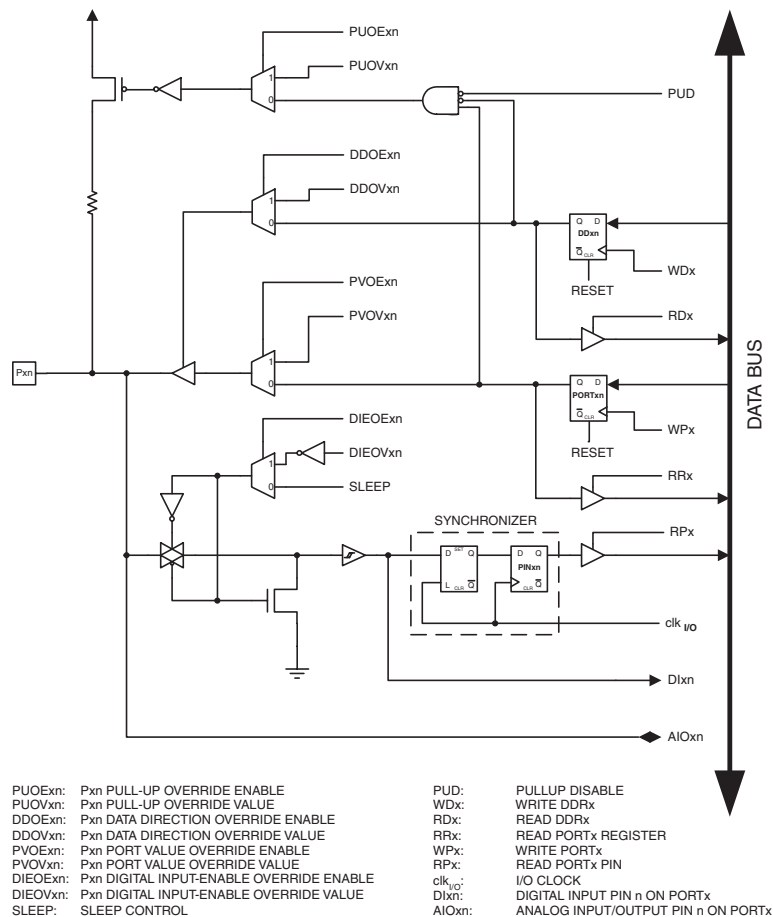 PUOExn
PUOVxn
1
0
PUD
DDOExn
DDOVxn
1
0
Q D
DDxn
Q CLR
WDx
RESET
PVOExn
RDx
PVOVxn
1
0
Pxn
Q D
PORTxn
Q CLR
WPx
RESET
DATA BUS
DIEOExn
DIEOVxn
1
0
SLEEP
RRx
SYNCHRONIZER
RPx
D SET Q
L CLR Q
D Q
PINxn
CLR Q
clk I/O
DIxn
AIOxn
PUOExn: Pxn PULL-UP OVERRIDE ENABLE
PUOVxn: Pxn PULL-UP OVERRIDE VALUE
DDOExn: Pxn DATA DIRECTION OVERRIDE ENABLE
DDOVxn: Pxn DATA DIRECTION OVERRIDE VALUE
PVOExn: Pxn PORT VALUE OVERRIDE ENABLE
PVOVxn: Pxn PORT VALUE OVERRIDE VALUE
DIEOExn: Pxn DIGITAL INPUT-ENABLE OVERRIDE ENABLE
DIEOVxn: Pxn DIGITAL INPUT-ENABLE OVERRIDE VALUE
SLEEP: SLEEP CONTROL
PUD: PULLUP DISABLE
WDx: WRITE DDRx
RDx: READ DDRx
RRx: READ PORTx REGISTER
WPx: WRITE PORTx
RPx: READ PORTx PIN
clk I/O: I/O CLOCK
DIxn: DIGITAL INPUT PIN n ON PORTx
AIOxn: ANALOG INPUT/OUTPUT PIN n ON PORTx